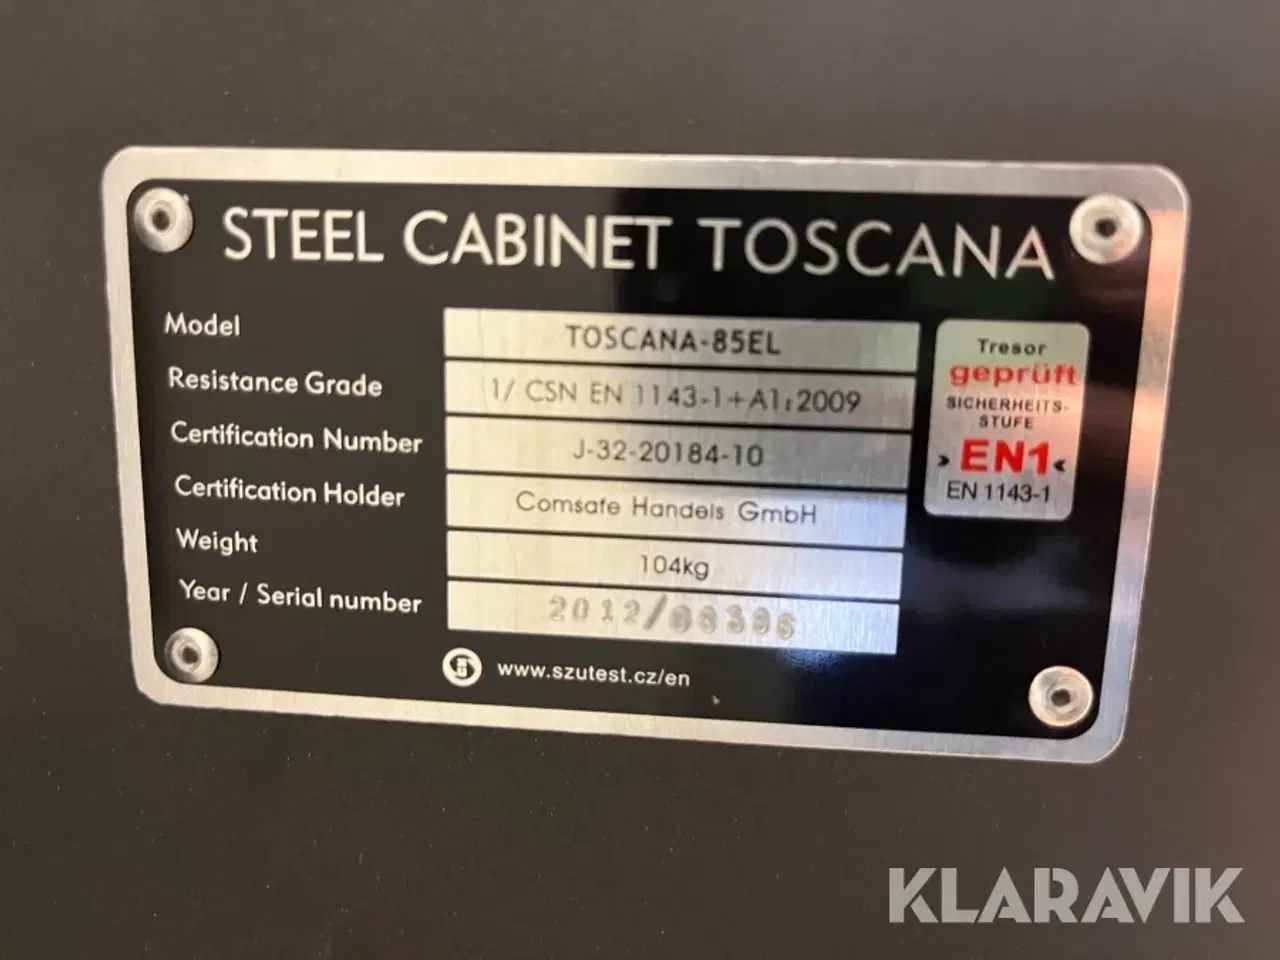 STEEL CABINET TOSCANA
Model TOSCANA-85EL
Resistance Grade 1/ CSN EN 1143-1+A1:2009
Certification Number J-32-20184-10
Certification Holder Comsafe Handels GmbH
Weight 104kg
Year / Serial number 2012/
www.szutest.cz/en
Tresor
geprüft
SICHERHEITS-
STUFE
EN1
EN 1143-1
KLARAVIK